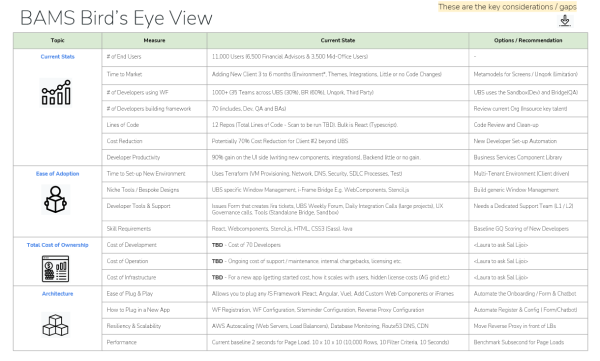 These are the key considerations / gaps
BAMS Bird's Eye View
Topic Measure Current State Options / Recommendation
Current Stats # of End Users 11,000 Users (6,500 Financial Advisors & 3,500 Mid-Office Users) -
Time to Market Adding New Client 3 to 6 months (Environment*, Themes, Integrations, Little or no Code Changes) Metamodels for Screens / Unqork (limitation)
# of Developers using WF 1000+ (35 Teams across UBS (30%), BR (60%), Unqork, Third Party) UBS uses the Sandbox(Dev) and Bridge(QA)
# of Developers building framework 70 (Includes, Dev, QA and BAs) Review current Org (Insource key talent)
Lines of Code 12 Repos (Total Lines of Code - Scan to be run TBD), Bulk is React (Typescript), Code Review and Clean-up
Cost Reduction Potentially 70% Cost Reduction for Client #2 beyond UBS New Developer Set-up Automation
Developer Productivity 90% gain on the UI side (writing new components, integrations), Backend little or no gain. Business Services Component Library
Ease of Adoption Time to Set-up New Environment Uses Terraform (VM Provisioning, Network, DNS, Security, SDLC Processes, Test) Multi-Tenant Environment (Client driven)
Niche Tools / Bespoke Designs UBS specific Window Management, i-Frame Bridge E.g. WebComponents, StencilJs Build generic Window Management
Developer Tools & Support Issues Form that creates jira tickets, UBS Weekly Forum, Daily Integration Calls (large projects), UX Needs a Dedicated Support Team (L1 / L2)
Governance calls. Tools (Standalone Bridge, Sandbox)
Skill Requirements React, Webcomponents, StencilJs, HTML, CSS3 (Sass), Java Baseline GQ Scoring of New Developers
Total Cost of Ownership Cost of Development TBD - Cost of 70 Developers <Laura to ask Sal Lijoi>
Cost of Operation TBD - Ongoing cost of support / maintenance, internal chargebacks, licensing etc. <Laura to ask Sal Lijoi>
Cost of Infrastructure TBD - For a new app (getting started cost, how it scales with users, hidden license costs (AG grid etc.) <Laura to ask Sal Lijoi>
Architecture Ease of Plug & Play Allows you to plug any JS Framework (React, Angular, Vue), Add Custom Web Components or iFrames Automate the Onboarding / Form & Chatbot
How to Plug in a New App WF Registration, WF Configuration, Siteminder Configuration, Reverse Proxy Configuration Automate Register & Config ( Form/Chatbot)
Resiliency & Scalability AWS Autoscaling (Web Servers, Load Balancers), Database Monitoring, Route53 DNS, CDN Move Reverse Proxy in front of LBs
Performance Current baseline 2 seconds for Page Load, 10 x 10 x 10 (10,000 Rows, 10 Filter Criteria, 10 Seconds) Benchmark Subsecond for Page Loads